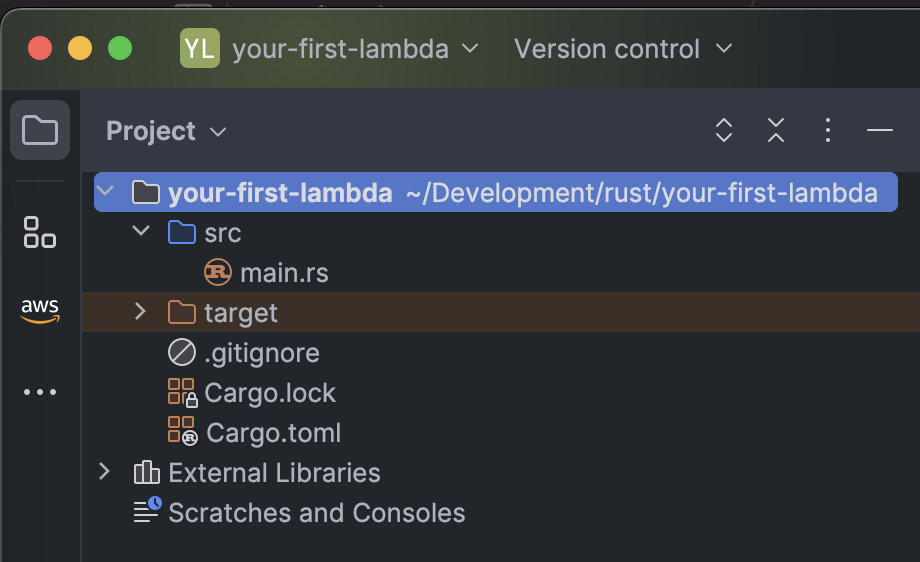 YL your-first-lambda Version control
Project
your-first-lambda ~/Development/rust/your-first-lambda
src
main.rs
aws
target
.gitignore
Cargo.lock
Cargo.toml
External Libraries
Scratches and Consoles